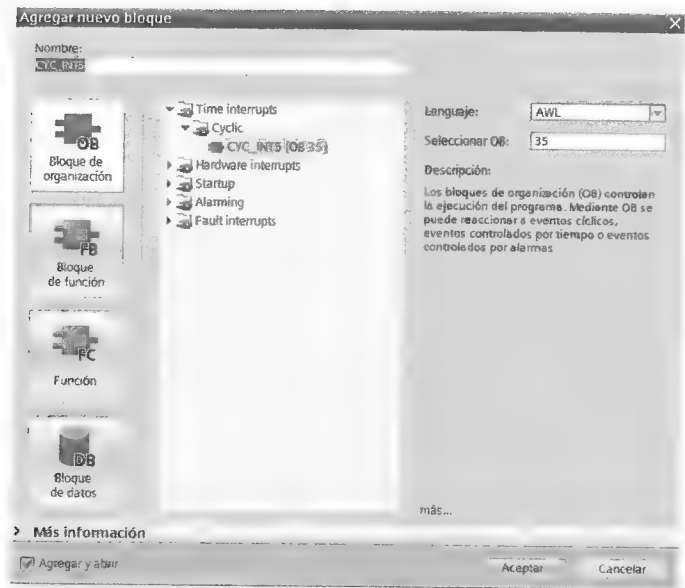 Agregar nuevo bloque
Nombre:
CYC_INT5
OB
Bloque de
organización
FB
Bloque
de función
FC
Función
DB
Bloque
de datos
Time interrupts
Cyclic
CYC_INT5 [OB 35]
Hardware interrupts
Startup
Alarming
Fault interrupts
Lenguaje:
AWL
Seleccionar OB:
35
Descripción:
Los bloques de organización (OB) controlan
la ejecución del programa. Mediante OB se
puede reaccionar a eventos cíclicos,
eventos controlados por tiempo o eventos
controlados por alarmas
más...
Más información
Agregar y abrir
Aceptar
Cancelar